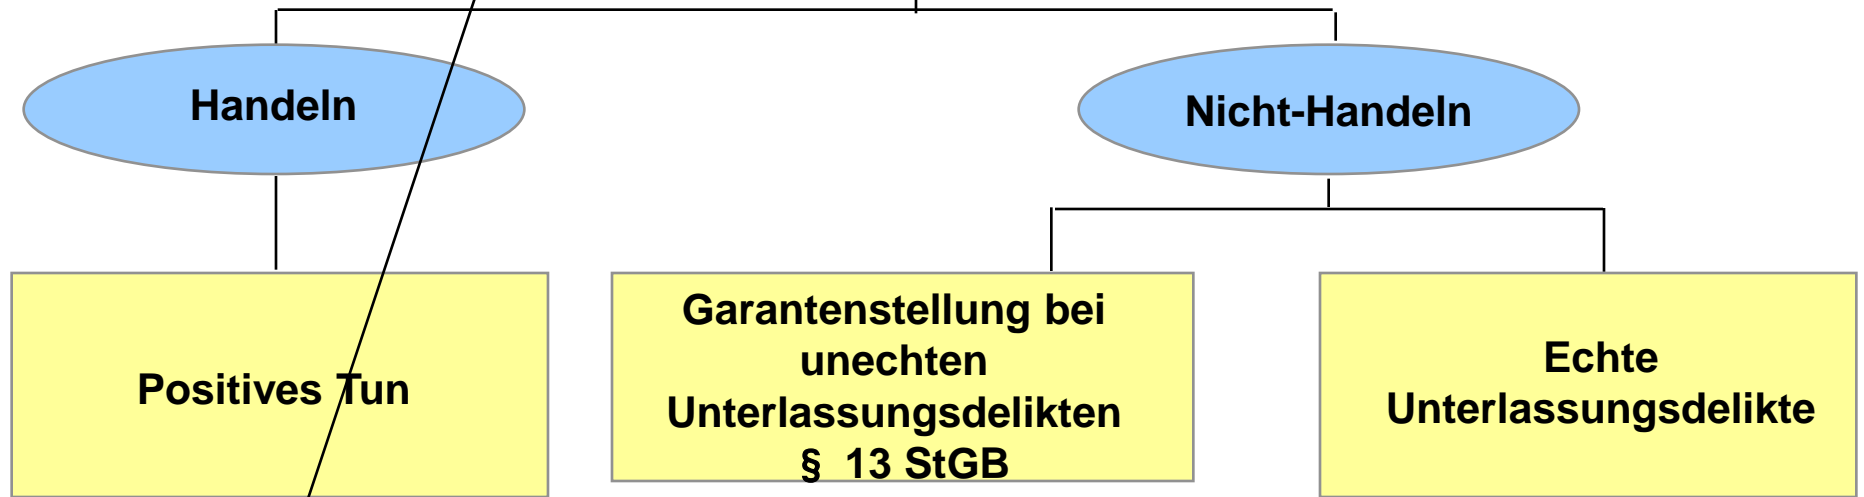 Handeln
Nicht-Handeln
Positives Tun
Garantenstellung bei
unechten
Unterlassungsdelikten
§ 13 StGB
Echte
Unterlassungsdelikte